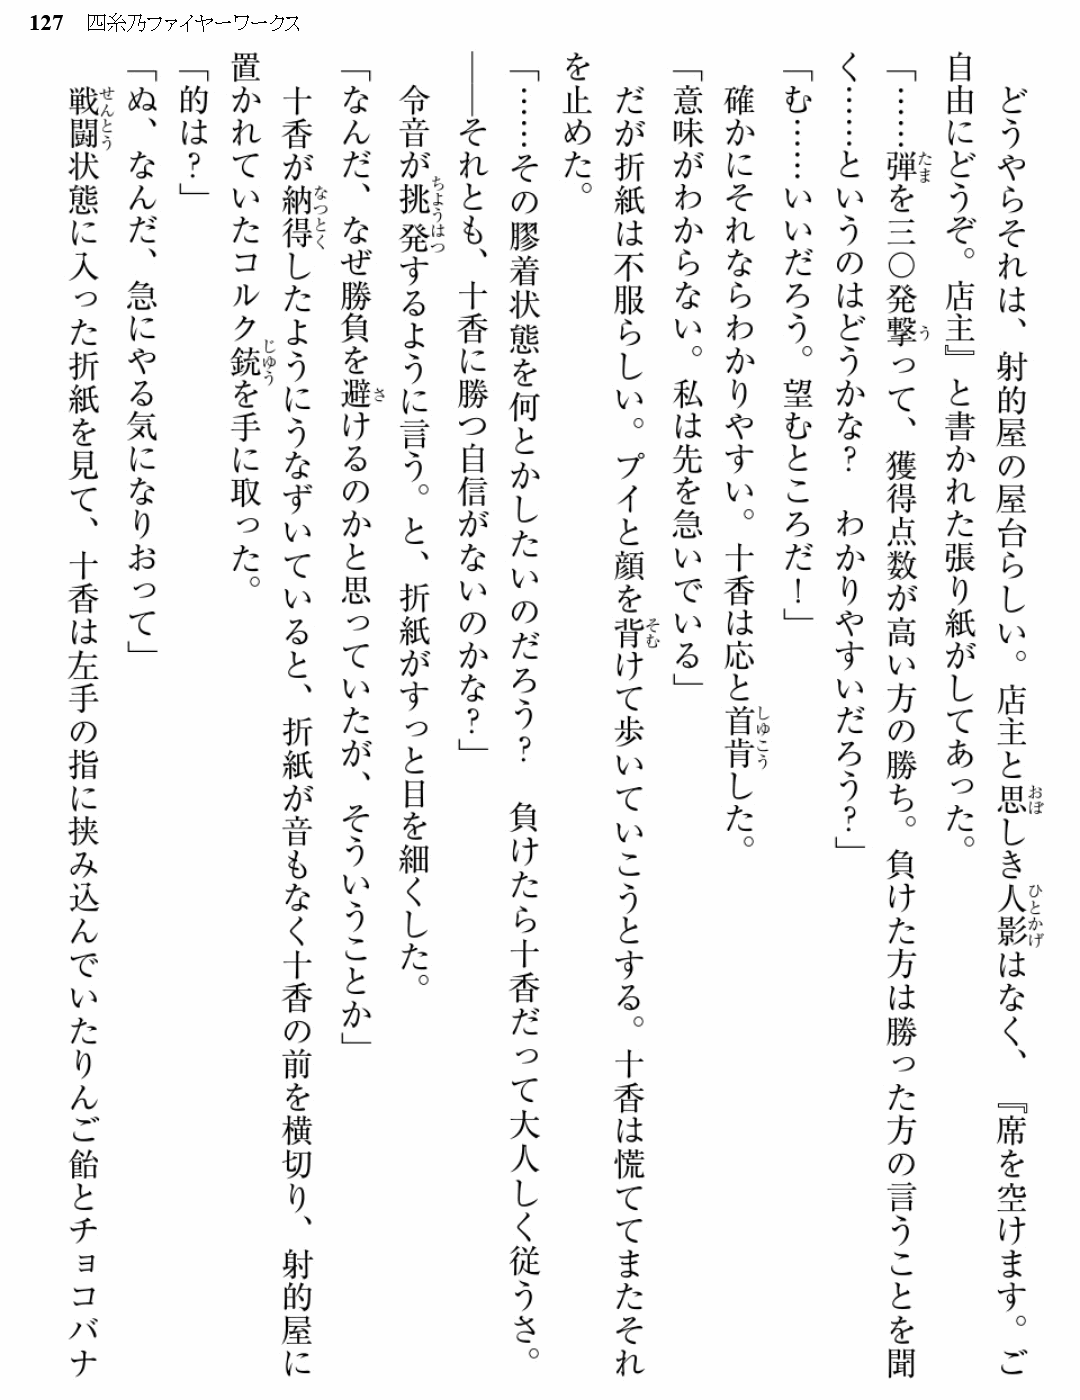 127 四糸乃ファイヤーワークス
　どうやらそれは、射的屋の屋台らしい。店主と思しき人影はなく、『席を空けます。ご
自由にどうぞ。店主』と書かれた張り紙がしてあった。
「……弾を三〇発撃って、獲得点数が高い方の勝ち。負けた方は勝った方の言うことを聞
く……というのはどうかな？　わかりやすいだろう？」
「む……いいだろう。望むところだ！」
　確かにそれならわかりやすい。十香は応と首肯した。
「意味がわからない。私は先を急いでいる」
　だが折紙は不服らしい。プイと顔を背けて歩いていこうとする。十香は慌ててまたそれ
を止めた。
「……その膠着状態を何とかしたいのだろう？　負けたら十香だって大人しく従うさ。
――それとも、十香に勝つ自信がないのかな？」
　令音が挑発するように言う。と、折紙がすっと目を細くした。
「なんだ、なぜ勝負を避けるのかと思っていたが、そういうことか」
　十香が納得したようにうなずいていると、折紙が音もなく十香の前を横切り、射的屋に
置かれていたコルク銃を手に取った。
「的は？」
「ぬ、なんだ、急にやる気になりおって」
　戦闘状態に入った折紙を見て、十香は左手の指に挟み込んでいたりんご飴とチョコバナ